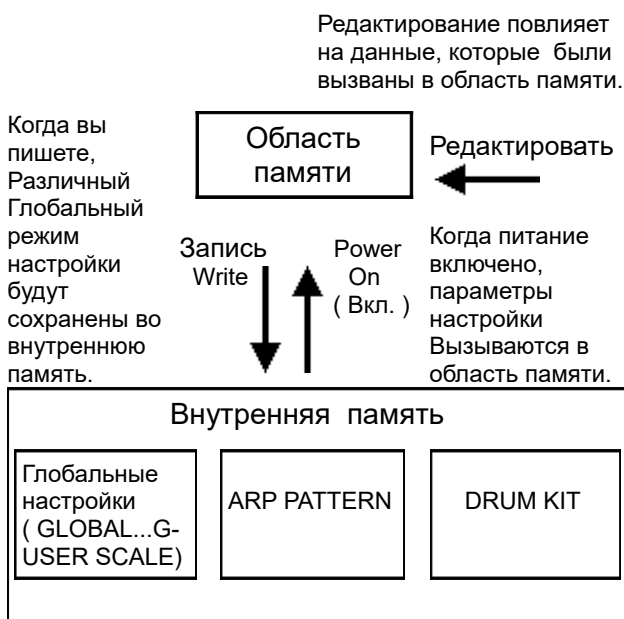 Редактирование повлияет
на данные, которые были
вызваны в область памяти.
Когда вы
пишете,
Различный
Глобальный
режим
настройки
будут
сохранены во
внутреннюю
память.
Область
памяти
Редактировать
Запись
Write
Power
On
( Вкл. )
Когда питание
включено,
параметры
настройки
Вызываются в
область памяти.
Внутренняя память
Глобальные
настройки
( GLOBAL...G-
USER SCALE)
ARP PATTERN
DRUM KIT